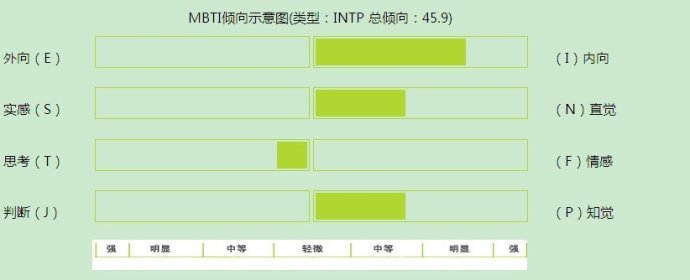 MBTI倾向示意图(类型：INTP 总倾向：45.9)
外向（E） （I）内向
实感（S） （N）直觉
思考（T） （F）情感
判断（J） （P）知觉
强 明显 中等 轻微 中等 明显 强